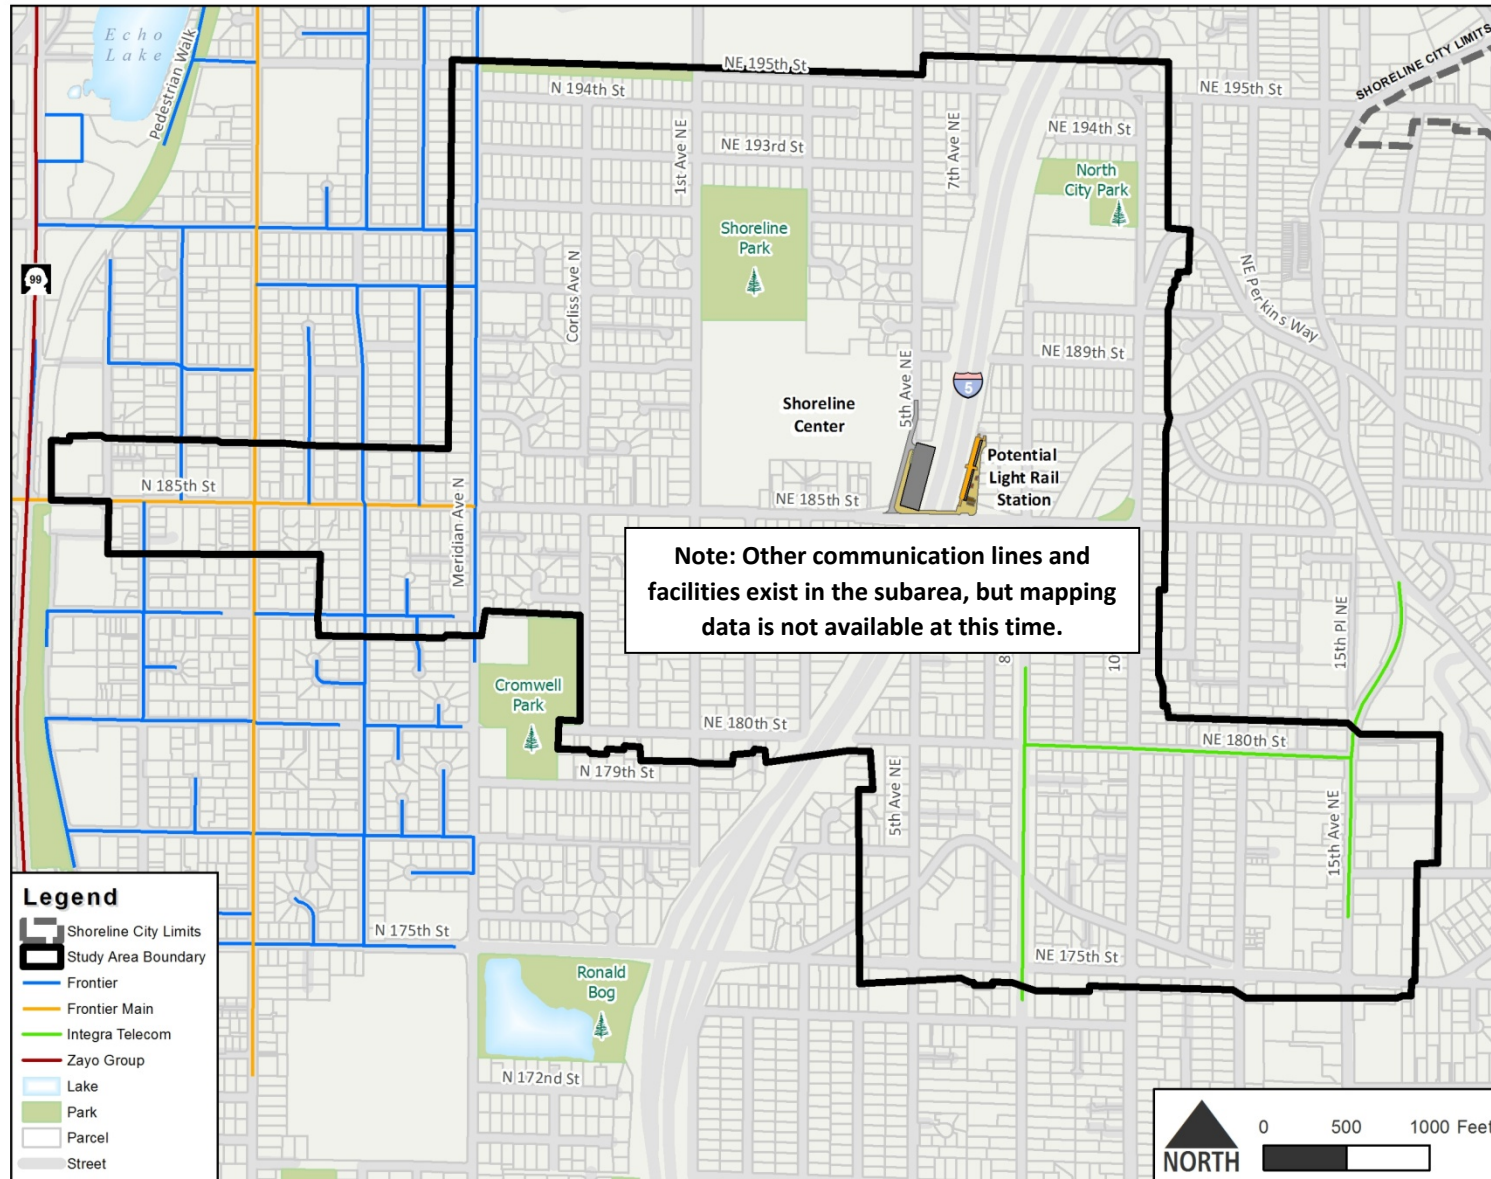 Echo
Lake
Pedestrian Walk
NE 195th St
SHORELINE CITY LIMITS
N 194th St
NE 195th St
7th Ave NE
NE 194th St
1st Ave NE
NE 193rd St
North
City Park
Shoreline
Park
99
Corliss Ave N
NE Perkins Way
NE 189th St
5
5th Ave NE
Shoreline
Center
Potential
Light Rail
Station
N 185th St
NE 185th St
Meridian Ave N
Note: Other communication lines and
facilities exist in the subarea, but mapping
data is not available at this time.
8
10
15th Pl NE
Cromwell
Park
NE 180th St
NE 180th St
N 179th St
5th Ave NE
15th Ave NE
N 175th St
NE 175th St
Ronald
Bog
N 172nd St
Legend
Shoreline City Limits
Study Area Boundary
Frontier
Frontier Main
Integra Telecom
Zayo Group
Lake
Park
Parcel
Street
NORTH
0 500 1000 Feet